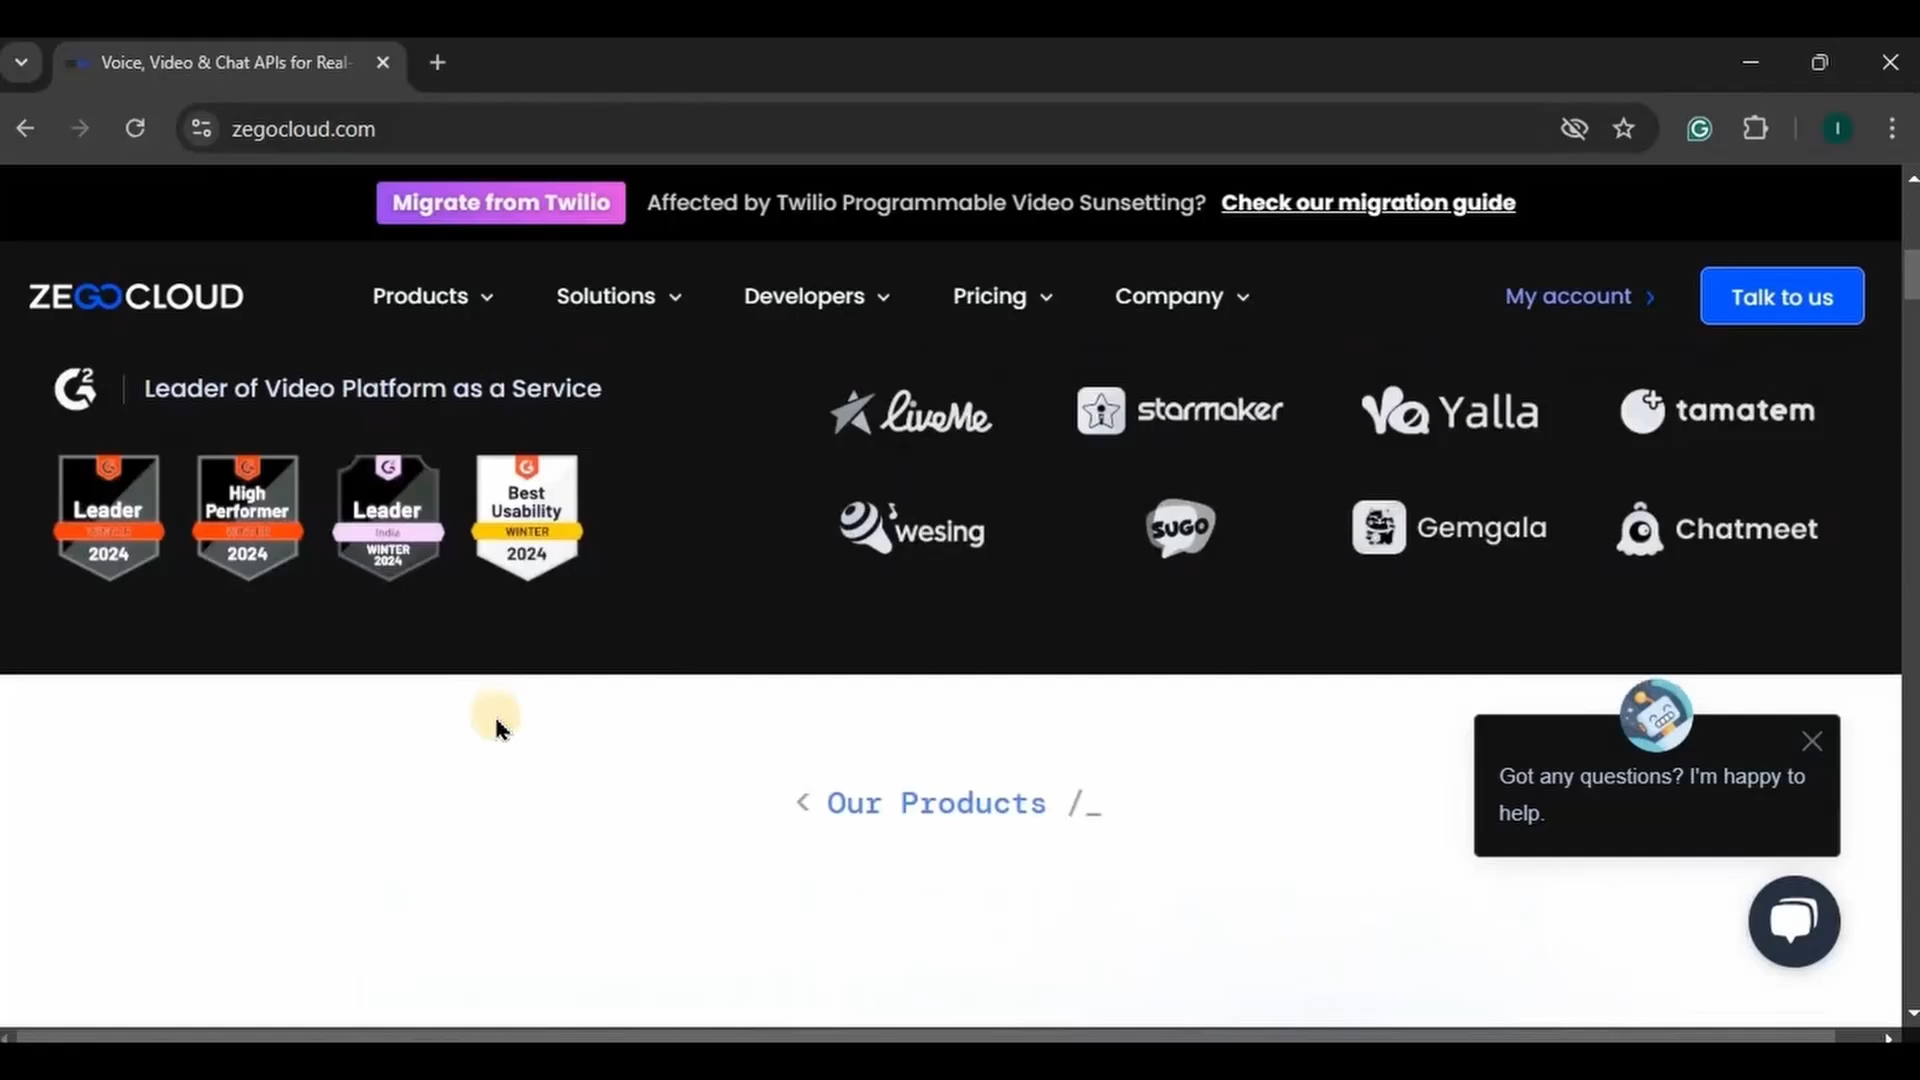 Voice, Video & Chat APIs for Real-
zegocloud.com
Migrate from Twilio Affected by Twilio Programmable Video Sunsetting? Check our migration guide
ZEGOCLOUD Products Solutions Developers Pricing Company My account Talk to us
G2 Leader of Video Platform as a Service
LiveMe starmaker Yalla tamatem
Leader 2024
High Performer 2024
Leader India WINTER 2024
Best Usability WINTER 2024
wesing SUGO Gemgala Chatmeet
< Our Products /_
Got any questions? I'm happy to
help.